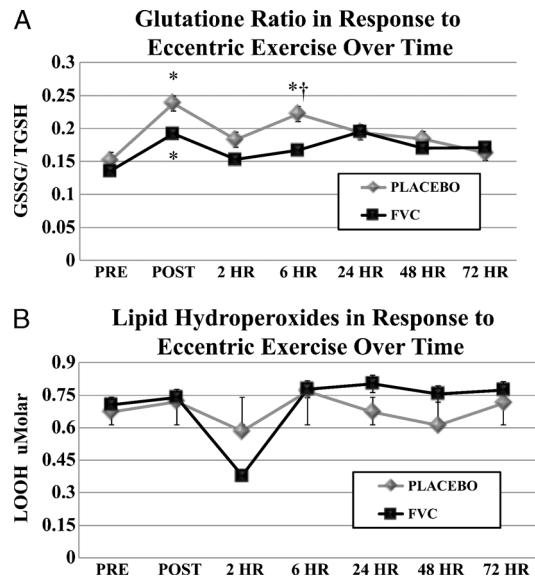 A
Glutatione Ratio in Response to
Eccentric Exercise Over Time
GSSG/ TGSH
0.3
0.25
0.2
0.15
0.1
0.05
0
*
*
*†
PLACEBO
FVC
PRE POST 2 HR 6 HR 24 HR 48 HR 72 HR
B
Lipid Hydroperoxides in Response to
Eccentric Exercise Over Time
LOOH uMolar
0.9
0.75
0.6
0.45
0.3
0.15
0
PLACEBO
FVC
PRE POST 2 HR 6 HR 24 HR 48 HR 72 HR